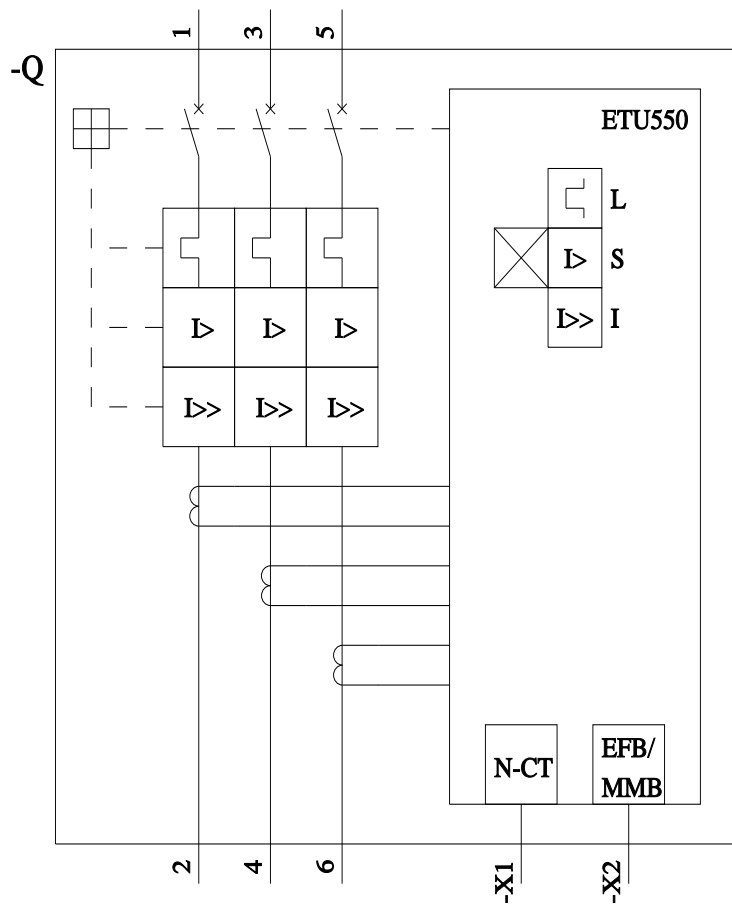 1 3 5
-Q
ETU550
L
I> S
I>> I
I> I> I>
I>> I>> I>>
N-CT
EFB/
MMB
2 4 6 -X1 -X2